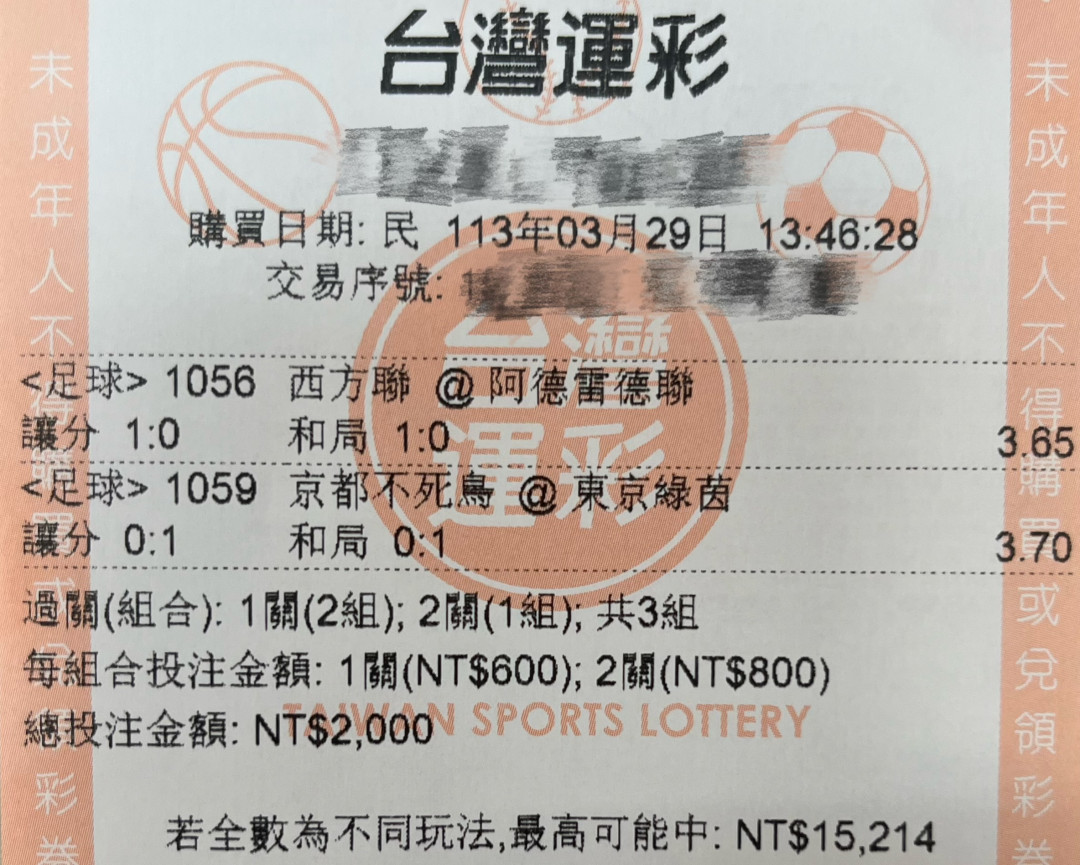 台灣運彩
購買日期: 民 113年03月29日 13:46:28
交易序號:
<足球> 1056 西方聯 @ 阿德雷德聯
讓分 1:0 和局 1:0 3.65
<足球> 1059 京都不死鳥 @ 東京綠茵
讓分 0:1 和局 0:1 3.70
過關(組合): 1關(2組); 2關(1組); 共3組
每組合投注金額: 1關(NT$600); 2關(NT$800)
總投注金額: NT$2,000
若全數為不同玩法,最高可能中: NT$15,214
台灣
運彩
TAIWAN SPORTS LOTTERY
未成年人不得購買或兌領彩券
未成年人不得購買或兌領彩券